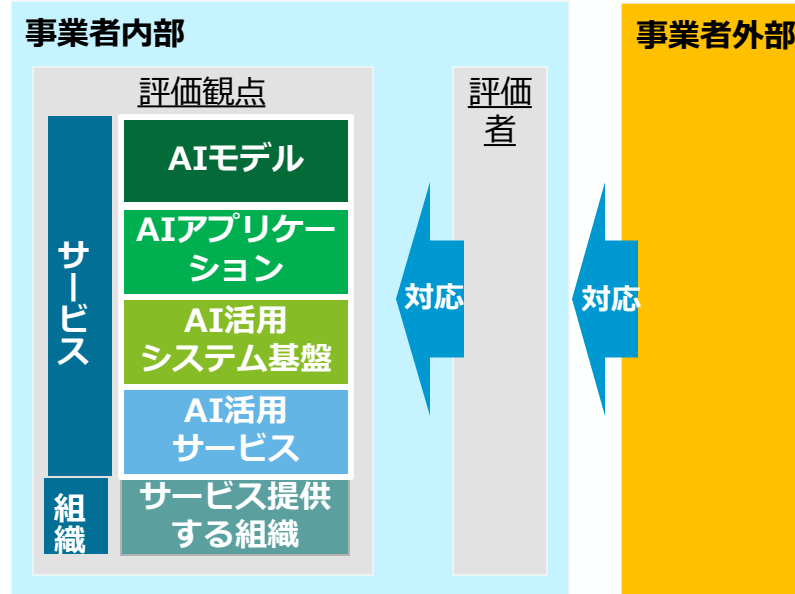 事業者内部
事業者外部
評価観点
評価
者
サービス
AIモデル
AIアプリケー
ション
AI活用
システム基盤
AI活用
サービス
組
織
サービス提供
する組織
対応
対応